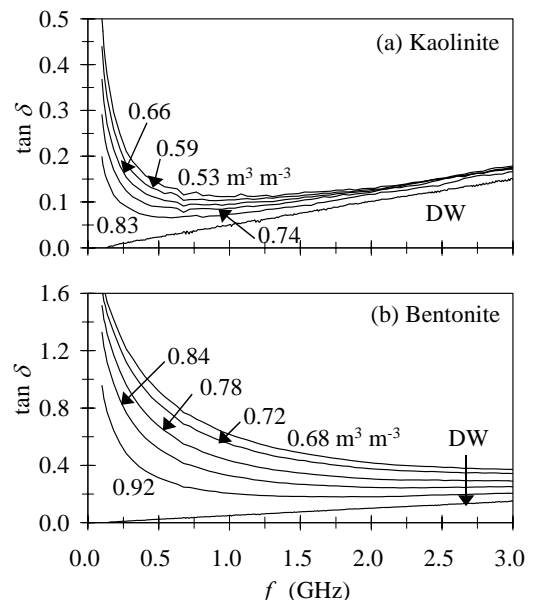 0.5
(a) Kaolinite
0.4
0.3
0.66
tan δ
0.59
0.2
0.53 m³ m⁻³
0.1
DW
0.83
0.74
0.0
1.6
(b) Bentonite
1.2
0.84
0.78
tan δ
0.8
0.72
0.68 m³ m⁻³
DW
0.4
0.92
0.0
0.0 0.5 1.0 1.5 2.0 2.5 3.0
f (GHz)